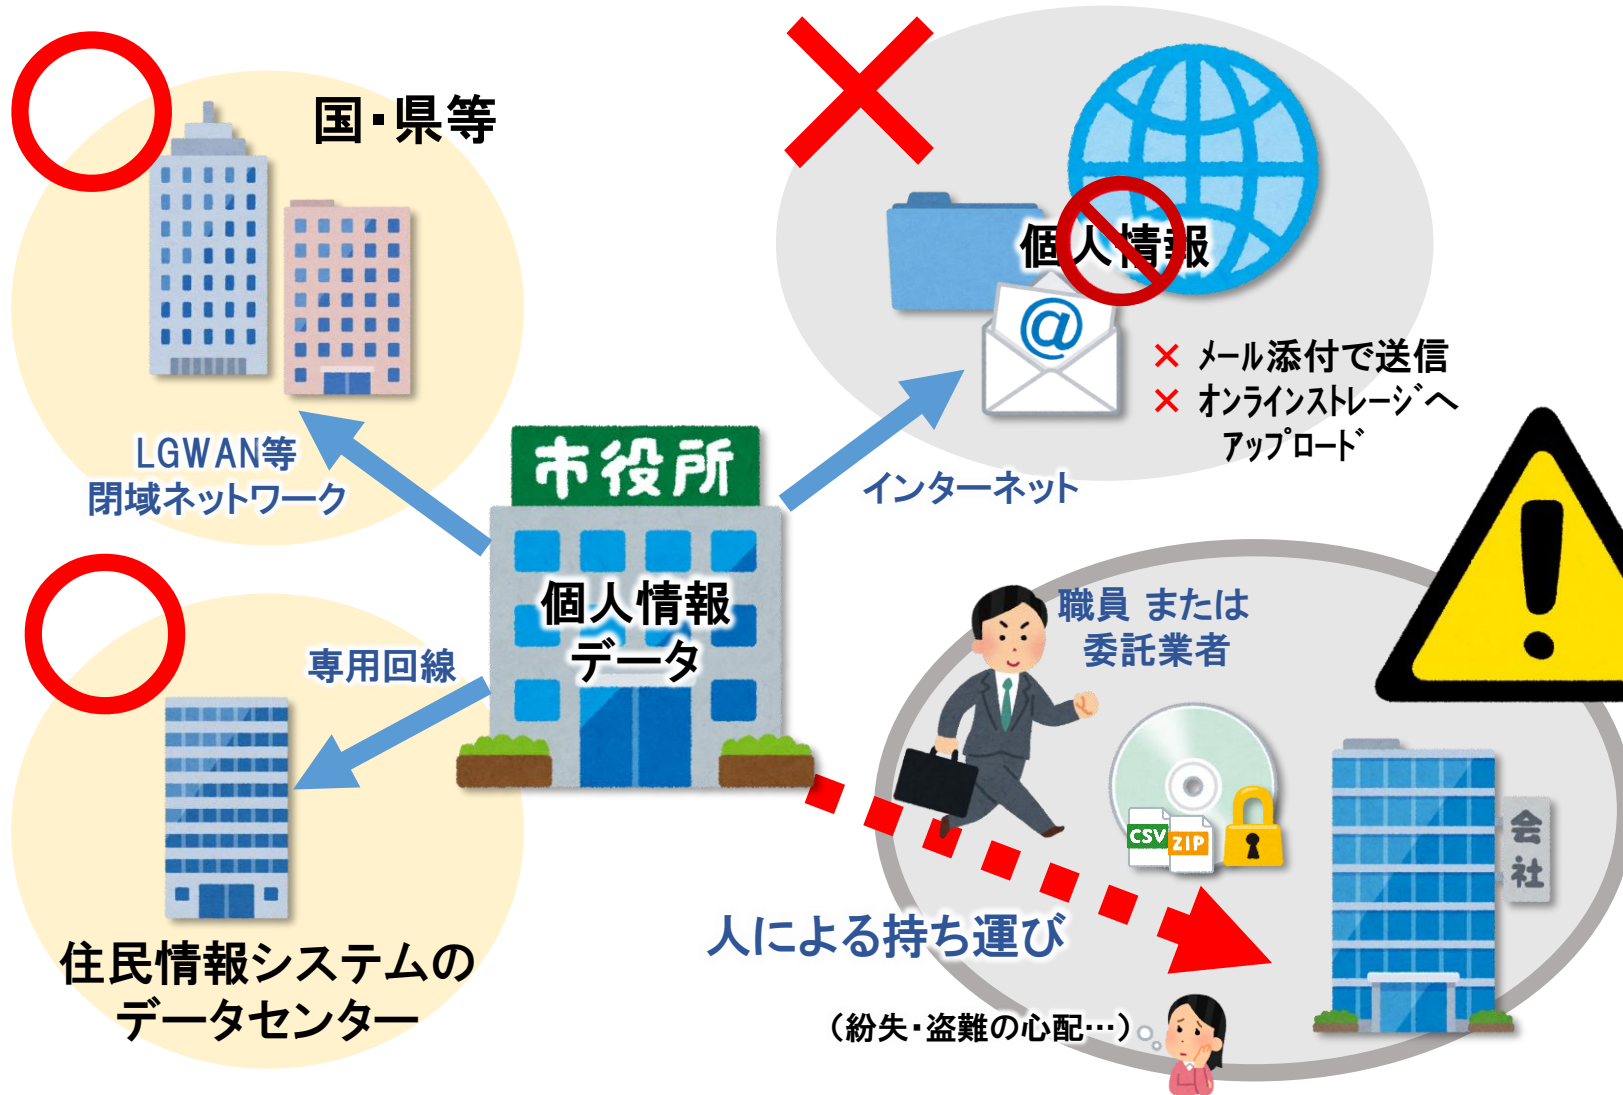 国・県等
LGWAN等
閉域ネットワーク
個人情報
@
× メール添付で送信
× オンラインストレージへ
アップロード
インターネット
市役所
個人情報
データ
専用回線
住民情報システムの
データセンター
職員 または
委託業者
CSV
ZIP
会社
人による持ち運び
（紛失・盗難の心配…）